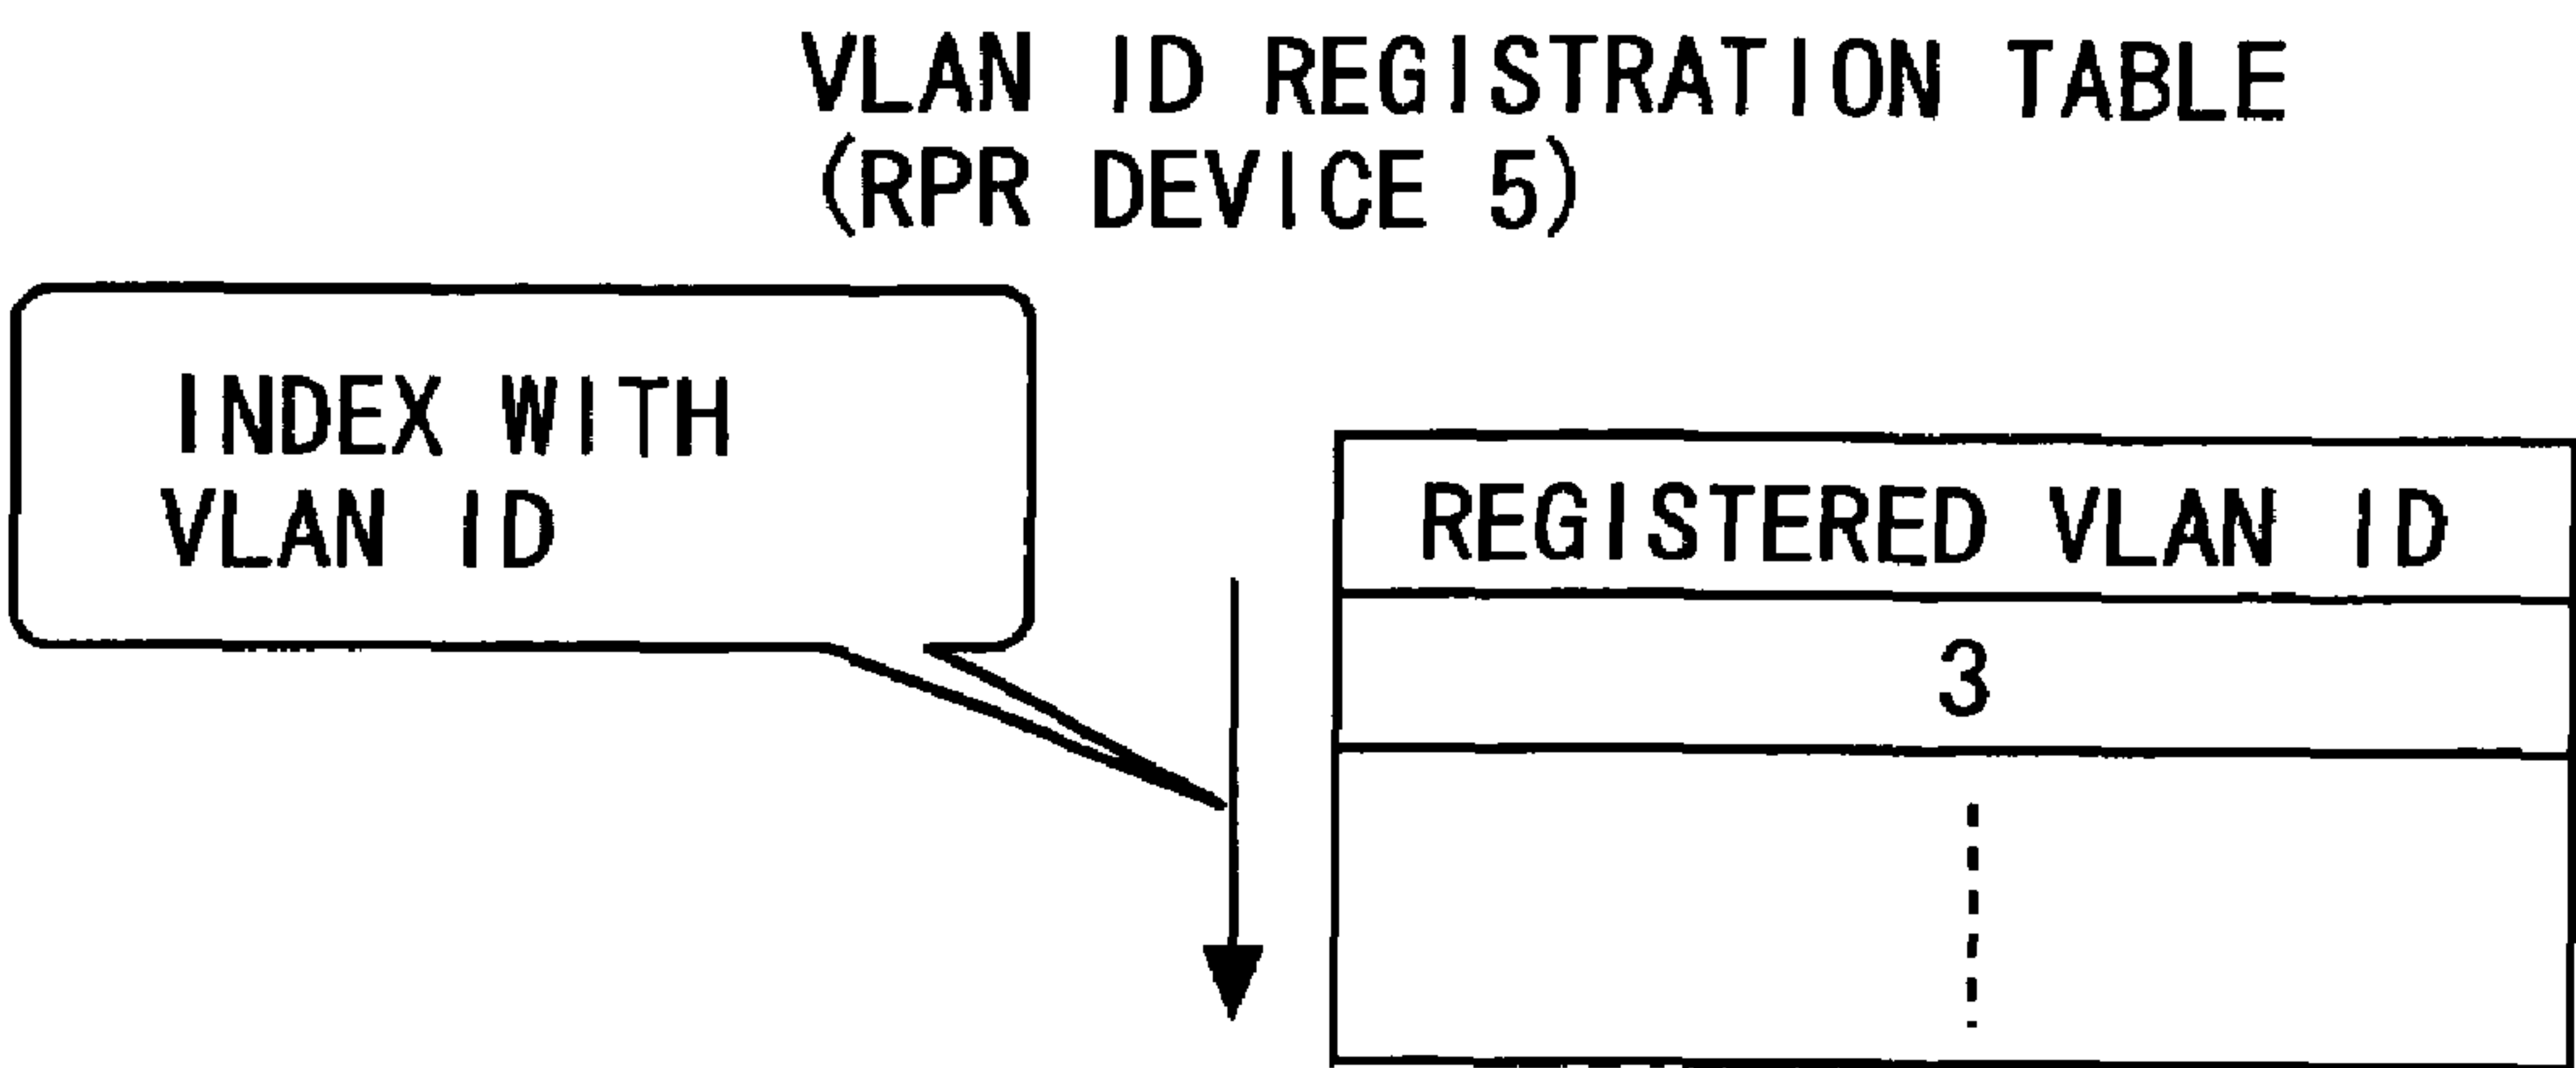 VLAN ID REGISTRATION TABLE
(RPR DEVICE 5)
INDEX WITH
VLAN ID
REGISTERED VLAN ID
3